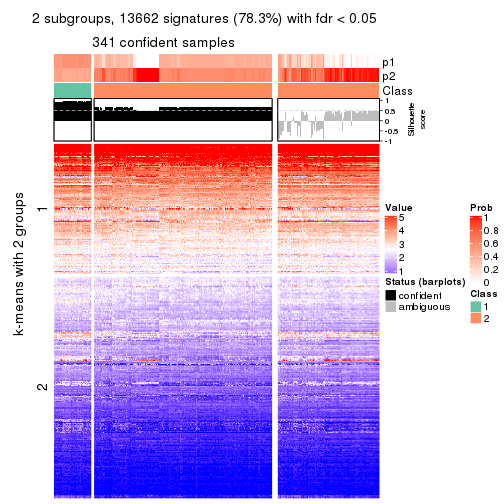 2 subgroups, 13662 signatures (78.3%) with fdr < 0.05
341 confident samples
p1
p2
Class
1
0.5
0
-0.5
-1
Silhouette
score
k-means with 2 groups
1
2
Value
5
4
3
2
1
Status (barplots)
confident
ambiguous
Prob
1
0.8
0.6
0.4
0.2
0
Class
1
2